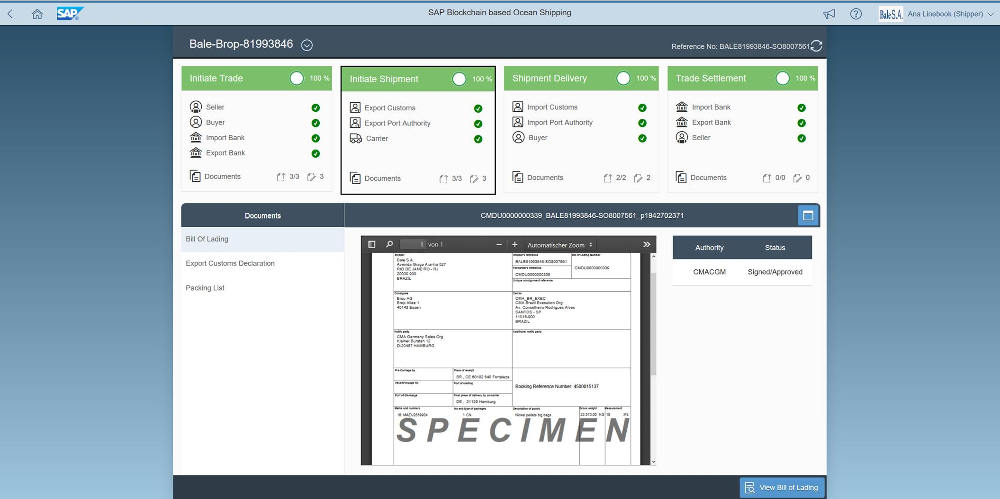 SAP
SAP Blockchain based Ocean Shipping
Bale S.A.
Ana Linebook (Shipper)
Bale-Brop-81993846
Reference No: BALE81993846-SO8007561
Initiate Trade
100 %
Seller
Buyer
Import Bank
Export Bank
Documents
3/3
3
Initiate Shipment
100 %
Export Customs
Export Port Authority
Carrier
Documents
3/3
3
Shipment Delivery
100 %
Import Customs
Import Port Authority
Buyer
Documents
2/2
2
Trade Settlement
100 %
Import Bank
Export Bank
Seller
Documents
0/0
0
Documents
Bill Of Lading
Export Customs Declaration
Packing List
CMDU0000000339_BALE81993846-SO8007561_p1942702371
1 von 1
Automatischer Zoom
Shipper
Bale S.A.
Avenida Graça Aranha 527
RIO DE JANEIRO - RJ
20030 900
BRAZIL
Shipper's reference
BALE81993846-SO8007561
Bill of Lading Number
CMDU0000000339
Forwarder's reference
CMDU0000000339
Unique consignment reference
Consignee
Brop AG
Brop Allee 1
45143 Essen
Carrier
CMA_BR_EXEC
CMA Brazil Execution Org
Av. Conselheiro Rodrigues Alves
SANTOS - SP
11015-900
BRAZIL
Notify party
CMA Germany Sales Org
Kleiner Burstah 12
D-20457 HAMBURG
Additional notify party
Pre-Carriage by
Place of receipt
BR , CE 60182 640 Fortaleza
Vessel/Voyage No
Port of loading
Booking Reference Number: 4500015137
Port of discharge
Final place of delivery by on-carrier
DE , 21129 Hamburg
Marks and numbers
No and type of packages
Description of goods
Gross weight
Measurement
10: MAEU2659904
1 CN
Nickel pellets big bags
22,570.00 KG
18 M3
SPECIMEN
Authority
Status
CMACGM
Signed/Approved
View Bill of Lading